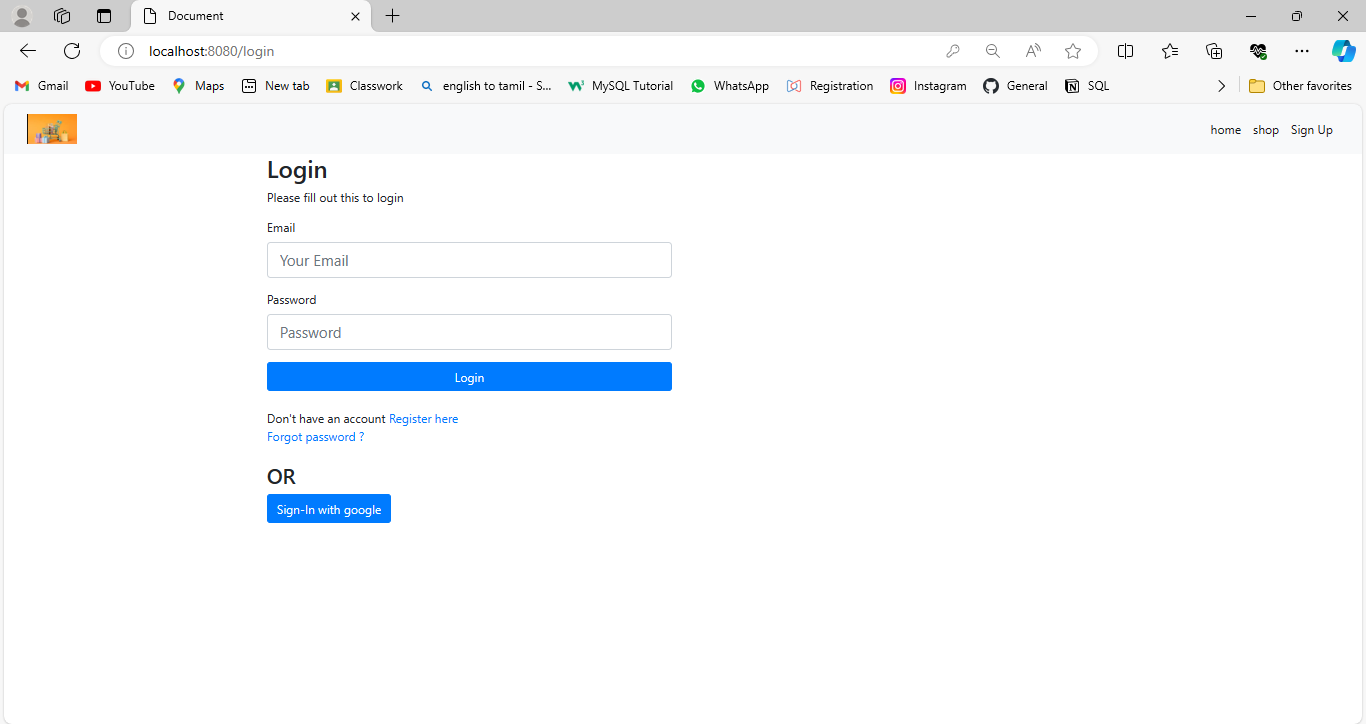 Document
localhost:8080/login
Gmail YouTube Maps New tab Classwork english to tamil - S... MySQL Tutorial WhatsApp Registration Instagram General SQL Other favorites
home shop Sign Up
Login
Please fill out this to login
Email
Your Email
Password
Password
Login
Don't have an account Register here
Forgot password ?
OR
Sign-In with google